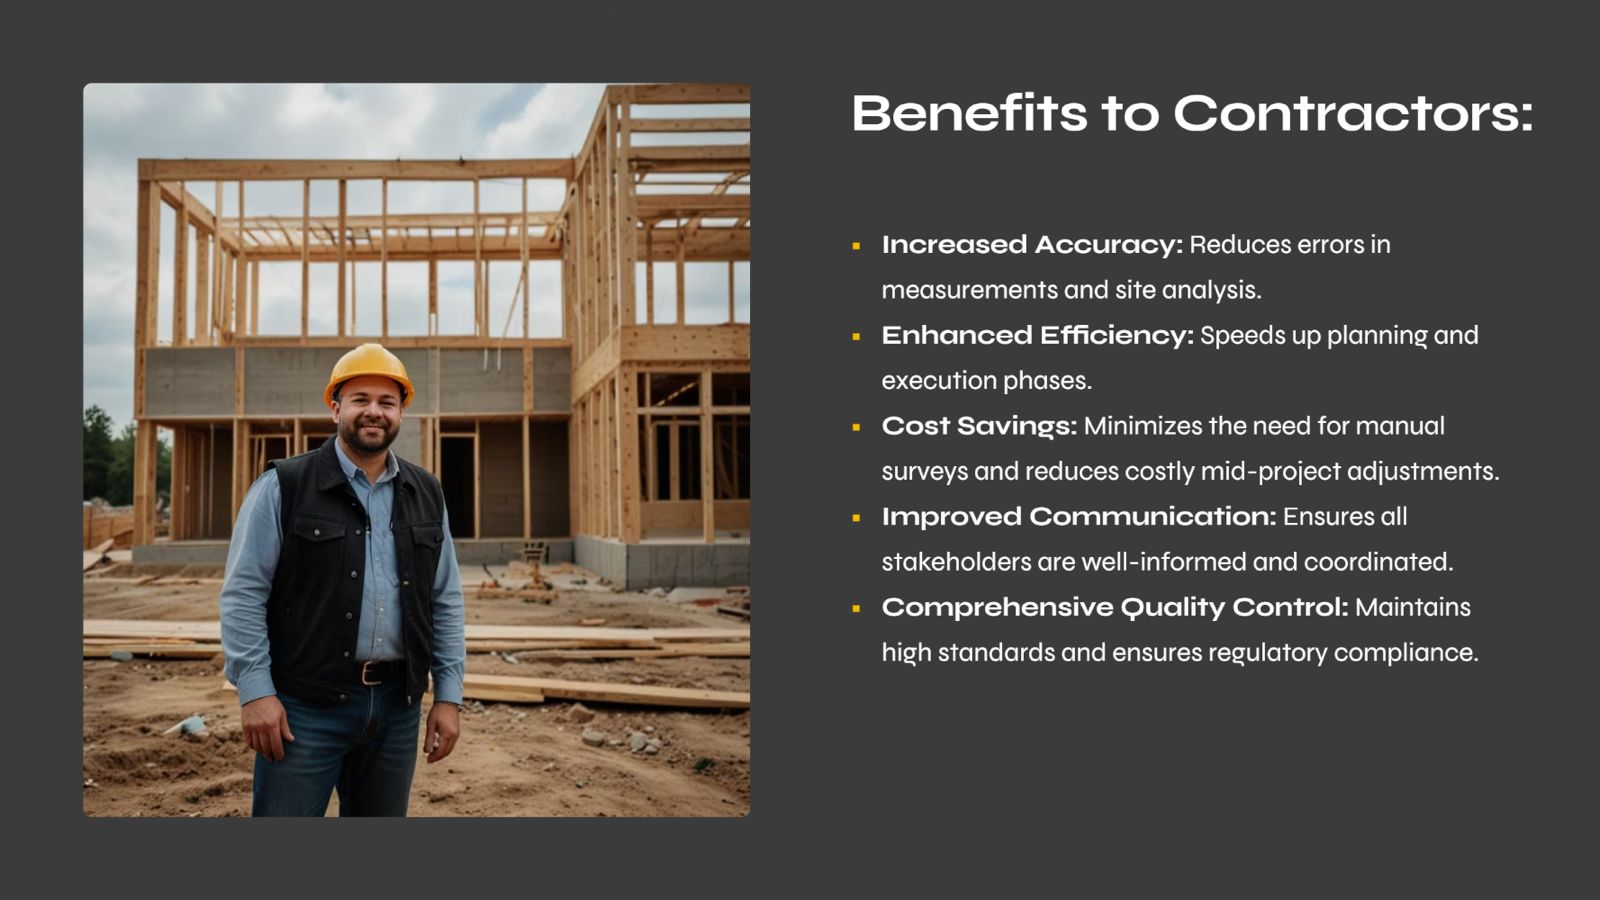 Benefits to Contractors:
▪ Increased Accuracy: Reduces errors in
measurements and site analysis.
▪ Enhanced Efficiency: Speeds up planning and
execution phases.
▪ Cost Savings: Minimizes the need for manual
surveys and reduces costly mid-project adjustments.
▪ Improved Communication: Ensures all
stakeholders are well-informed and coordinated.
▪ Comprehensive Quality Control: Maintains
high standards and ensures regulatory compliance.